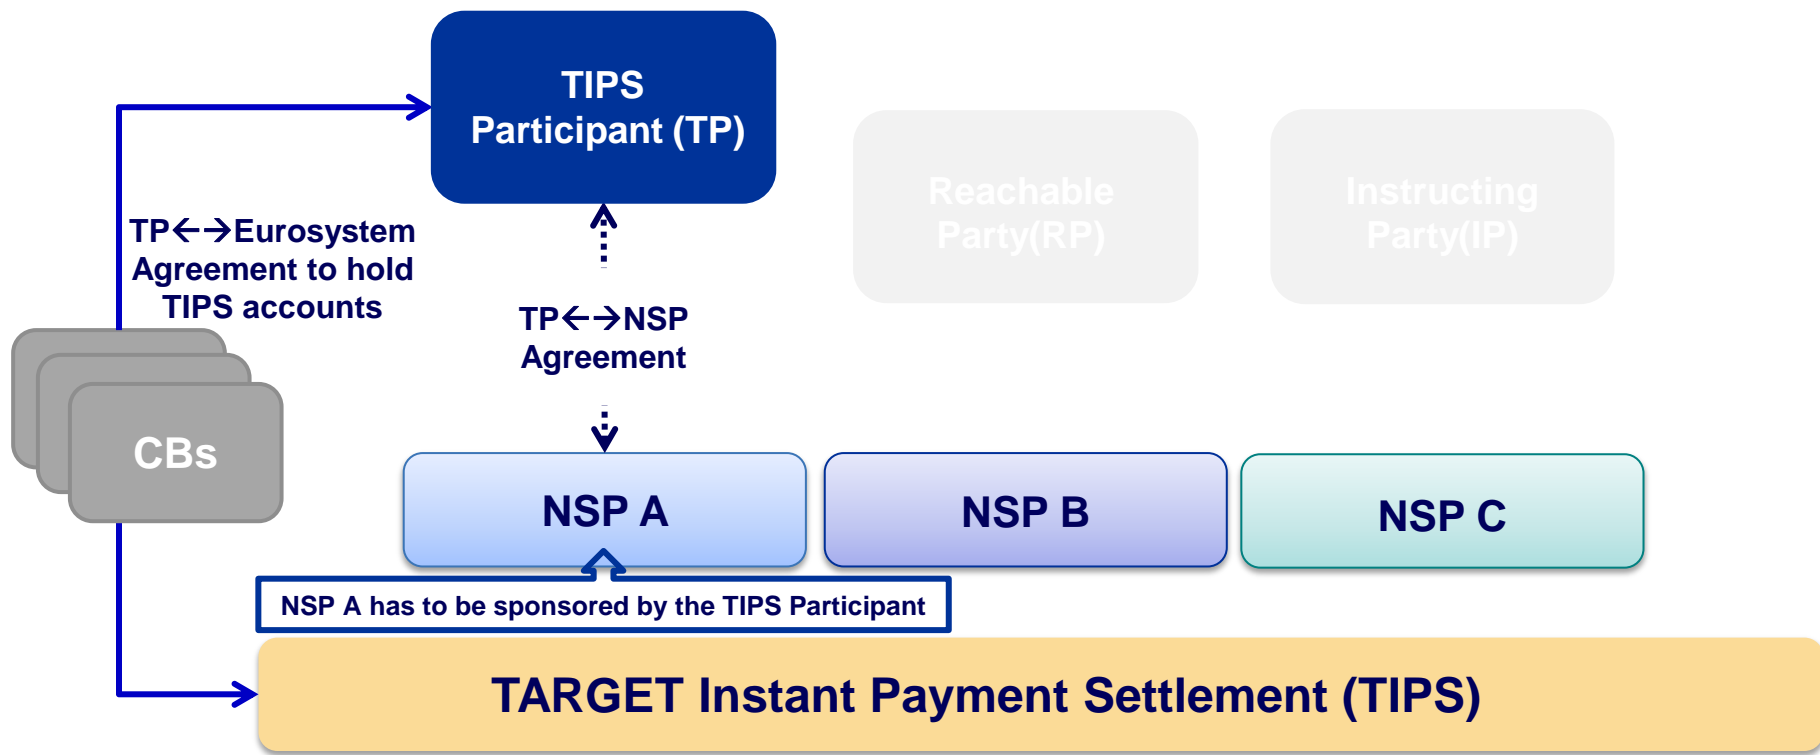 TIPS
Participant (TP)
Reachable
Party(RP)
Instructing
Party(IP)
TP←→Eurosystem
Agreement to hold
TIPS accounts
TP←→NSP
Agreement
CBs
NSP A
NSP B
NSP C
NSP A has to be sponsored by the TIPS Participant
TARGET Instant Payment Settlement (TIPS)